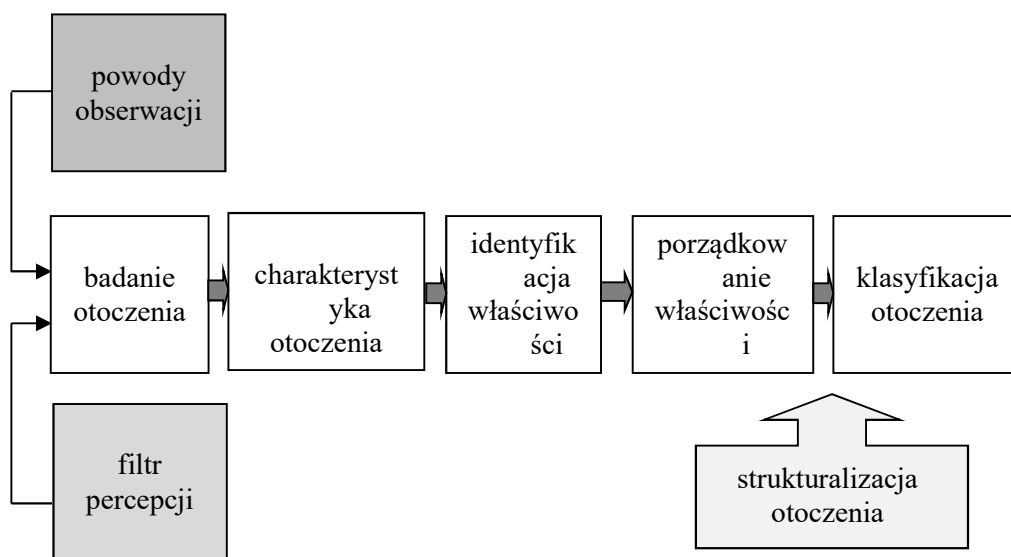 powody
obserwacji
badanie
otoczenia
charakteryst
yka
otoczenia
identyfik
acja
właściwo
ści
porządkow
anie
właściwośc
i
klasyfikacja
otoczenia
filtr
percepcji
strukturalizacja
otoczenia